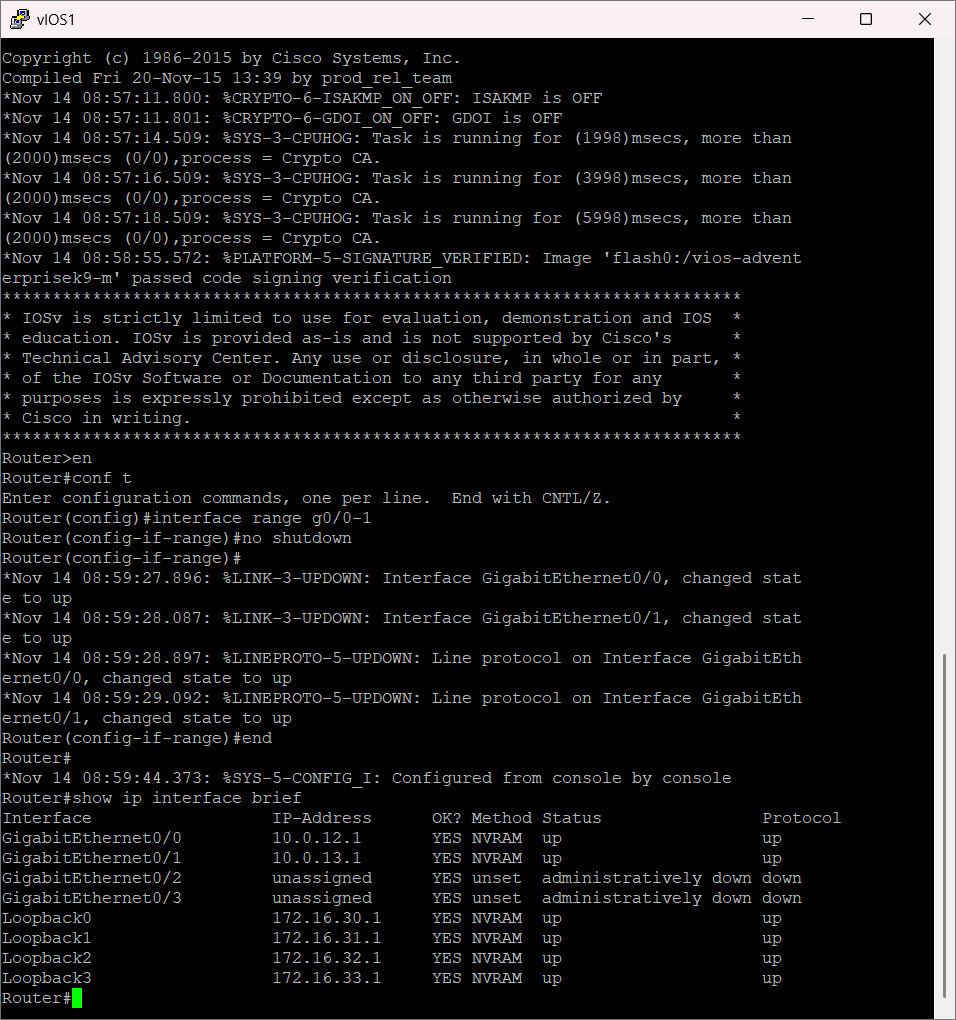 vIOS1
Copyright (c) 1986-2015 by Cisco Systems, Inc.
Compiled Fri 20-Nov-15 13:39 by prod_rel_team
*Nov 14 08:57:11.800: %CRYPTO-6-ISAKMP_ON_OFF: ISAKMP is OFF
*Nov 14 08:57:11.801: %CRYPTO-6-GDOI_ON_OFF: GDOI is OFF
*Nov 14 08:57:14.509: %SYS-3-CPUHOG: Task is running for (1998)msecs, more than
(2000)msecs (0/0),process = Crypto CA.
*Nov 14 08:57:16.509: %SYS-3-CPUHOG: Task is running for (3998)msecs, more than
(2000)msecs (0/0),process = Crypto CA.
*Nov 14 08:57:18.509: %SYS-3-CPUHOG: Task is running for (5998)msecs, more than
(2000)msecs (0/0),process = Crypto CA.
*Nov 14 08:58:55.572: %PLATFORM-5-SIGNATURE_VERIFIED: Image 'flash0:/vios-advent
erprisek9-m' passed code signing verification
**************************************************************************
* IOSv is strictly limited to use for evaluation, demonstration and IOS  *
* education. IOSv is provided as-is and is not supported by Cisco's      *
* Technical Advisory Center. Any use or disclosure, in whole or in part, *
* of the IOSv Software or Documentation to any third party for any       *
* purposes is expressly prohibited except as otherwise authorized by     *
* Cisco in writing.                                                      *
**************************************************************************
Router>en
Router#conf t
Enter configuration commands, one per line.  End with CNTL/Z.
Router(config)#interface range g0/0-1
Router(config-if-range)#no shutdown
Router(config-if-range)#
*Nov 14 08:59:27.896: %LINK-3-UPDOWN: Interface GigabitEthernet0/0, changed stat
e to up
*Nov 14 08:59:28.087: %LINK-3-UPDOWN: Interface GigabitEthernet0/1, changed stat
e to up
*Nov 14 08:59:28.897: %LINEPROTO-5-UPDOWN: Line protocol on Interface GigabitEth
ernet0/0, changed state to up
*Nov 14 08:59:29.092: %LINEPROTO-5-UPDOWN: Line protocol on Interface GigabitEth
ernet0/1, changed state to up
Router(config-if-range)#end
Router#
*Nov 14 08:59:44.373: %SYS-5-CONFIG_I: Configured from console by console
Router#show ip interface brief
Interface                  IP-Address      OK? Method Status                Protocol
GigabitEthernet0/0         10.0.12.1       YES NVRAM  up                    up
GigabitEthernet0/1         10.0.13.1       YES NVRAM  up                    up
GigabitEthernet0/2         unassigned      YES unset  administratively down down
GigabitEthernet0/3         unassigned      YES unset  administratively down down
Loopback0                  172.16.30.1     YES NVRAM  up                    up
Loopback1                  172.16.31.1     YES NVRAM  up                    up
Loopback2                  172.16.32.1     YES NVRAM  up                    up
Loopback3                  172.16.33.1     YES NVRAM  up                    up
Router#